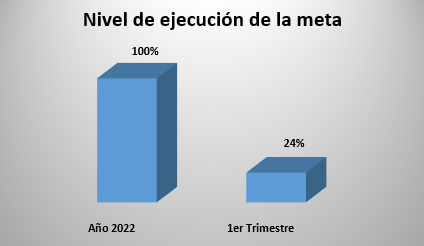 Nivel de ejecución de la meta
100%
24%
Año 2022
1er Trimestre